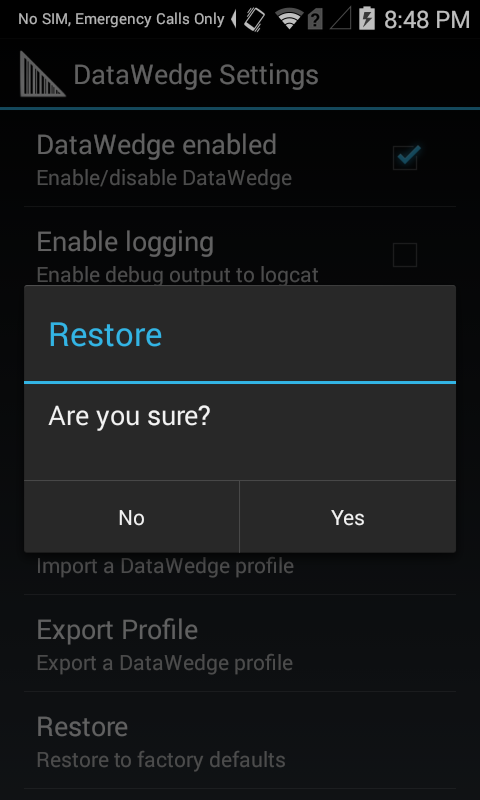 No SIM, Emergency Calls Only 8:48 PM
DataWedge Settings
DataWedge enabled
Enable/disable DataWedge
Enable logging
Enable debug output to logcat
Restore
Are you sure?
No Yes
Import a DataWedge profile
Export Profile
Export a DataWedge profile
Restore
Restore to factory defaults